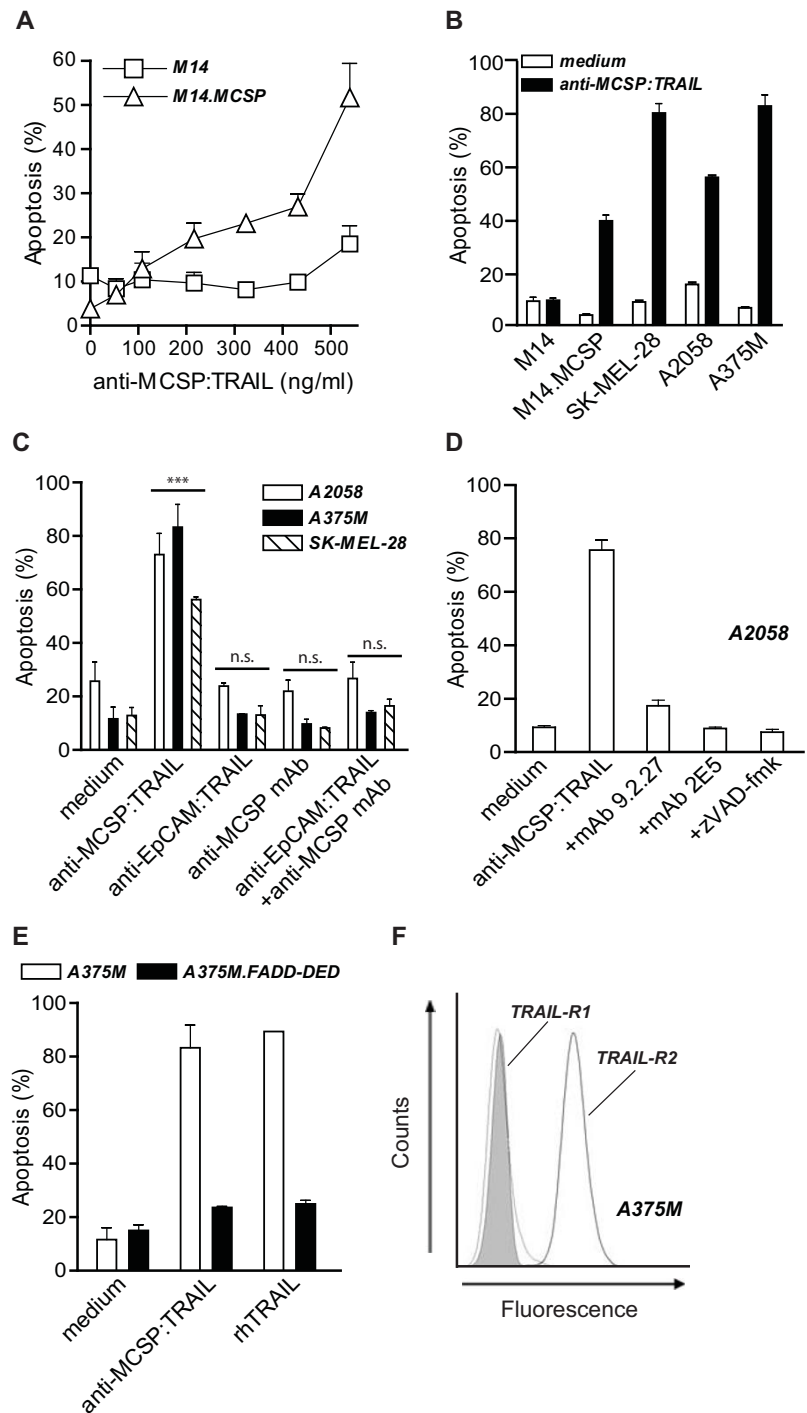 A
M14
M14.MCSP
Apoptosis (%)
60
50
40
30
20
10
0
0 100 200 300 400 500
anti-MCSP:TRAIL (ng/ml)
B
medium
anti-MCSP:TRAIL
Apoptosis (%)
100
80
60
40
20
0
M14
M14.MCSP
SK-MEL-28
A2058
A375M
C
***
A2058
A375M
SK-MEL-28
n.s.
n.s.
n.s.
Apoptosis (%)
100
80
60
40
20
0
medium
anti-MCSP:TRAIL
anti-EpCAM:TRAIL
anti-MCSP mAb
anti-EpCAM:TRAIL
+anti-MCSP mAb
D
A2058
Apoptosis (%)
100
80
60
40
20
0
medium
anti-MCSP:TRAIL
+mAb 9.2.27
+mAb 2E5
+zVAD-fmk
E
A375M A375M.FADD-DED
Apoptosis (%)
100
80
60
40
20
0
medium
anti-MCSP:TRAIL
rhTRAIL
F
TRAIL-R1
TRAIL-R2
Counts
A375M
Fluorescence